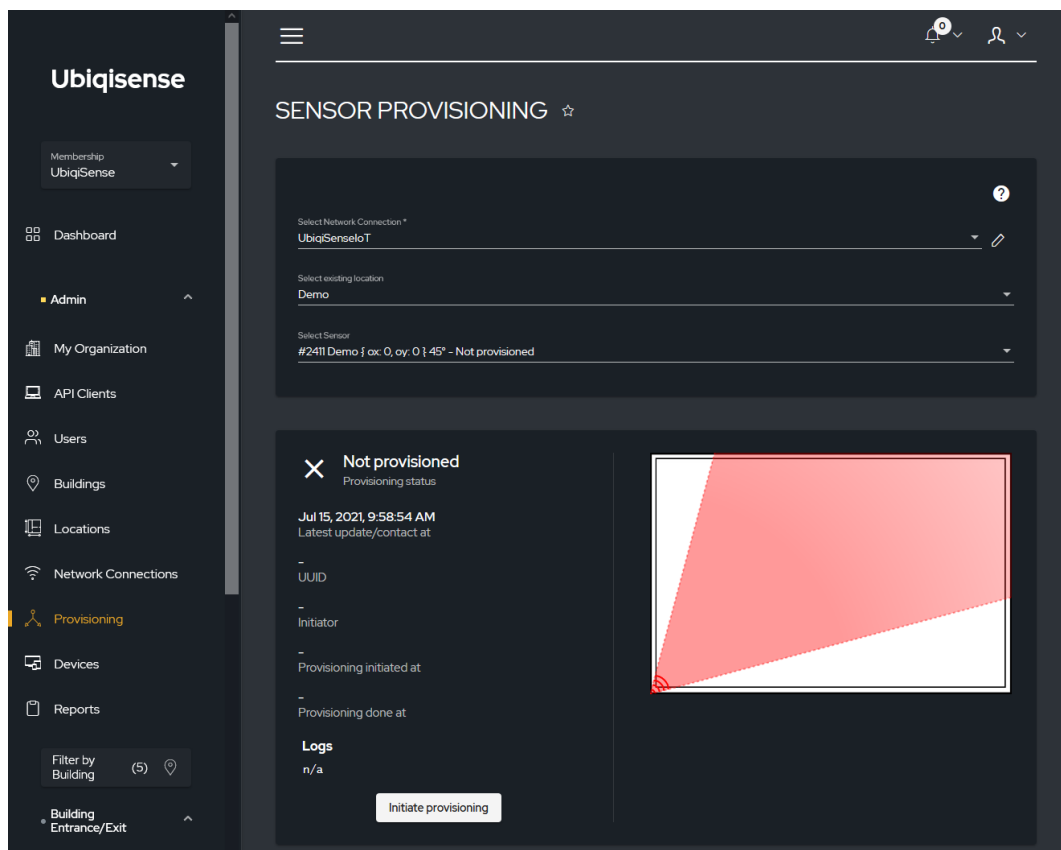 0
Ubiqisense
SENSOR PROVISIONING
Membership
UbiqiSense
Dashboard
Admin
My Organization
API Clients
Users
Buildings
Locations
Network Connections
Provisioning
Devices
Reports
Filter by
Building
(5)
Building
Entrance/Exit
?
Select Network Connection *
UbiqiSenseIoT
Select existing location
Demo
Select Sensor
#2411 Demo { ox: 0, oy: 0 } 45° - Not provisioned
Not provisioned
Provisioning status
Jul 15, 2021, 9:58:54 AM
Latest update/contact at
–
UUID
–
Initiator
–
Provisioning initiated at
–
Provisioning done at
Logs
n/a
Initiate provisioning